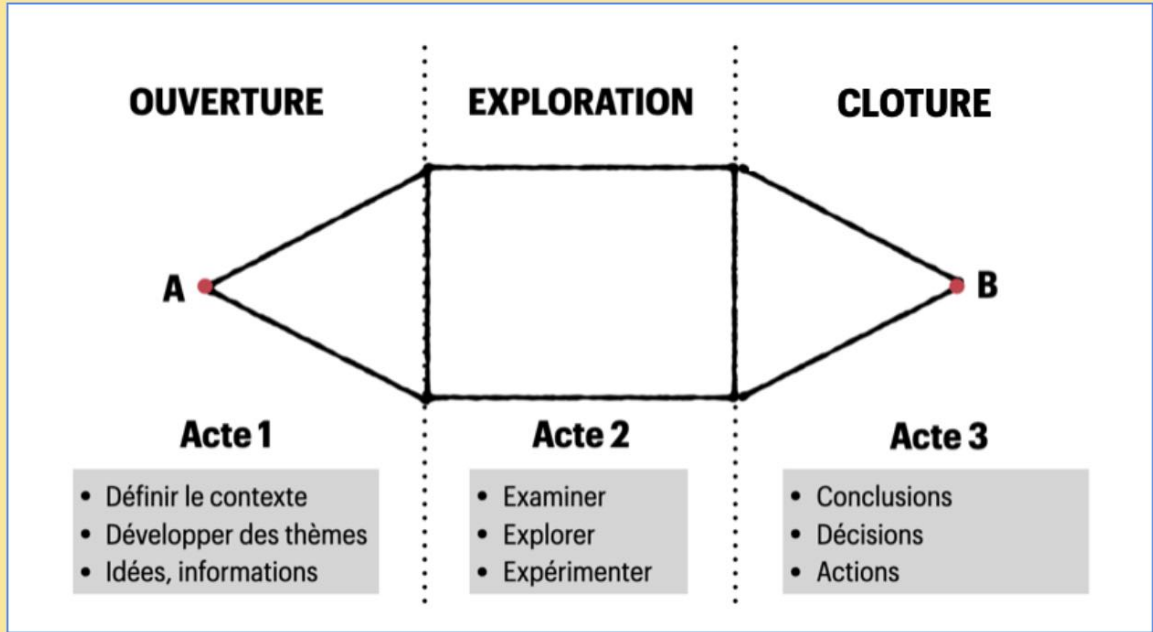 OUVERTURE
EXPLORATION
CLOTURE
A
B
Acte 1
• Définir le contexte
• Développer des thèmes
• Idées, informations
Acte 2
• Examiner
• Explorer
• Expérimenter
Acte 3
• Conclusions
• Décisions
• Actions